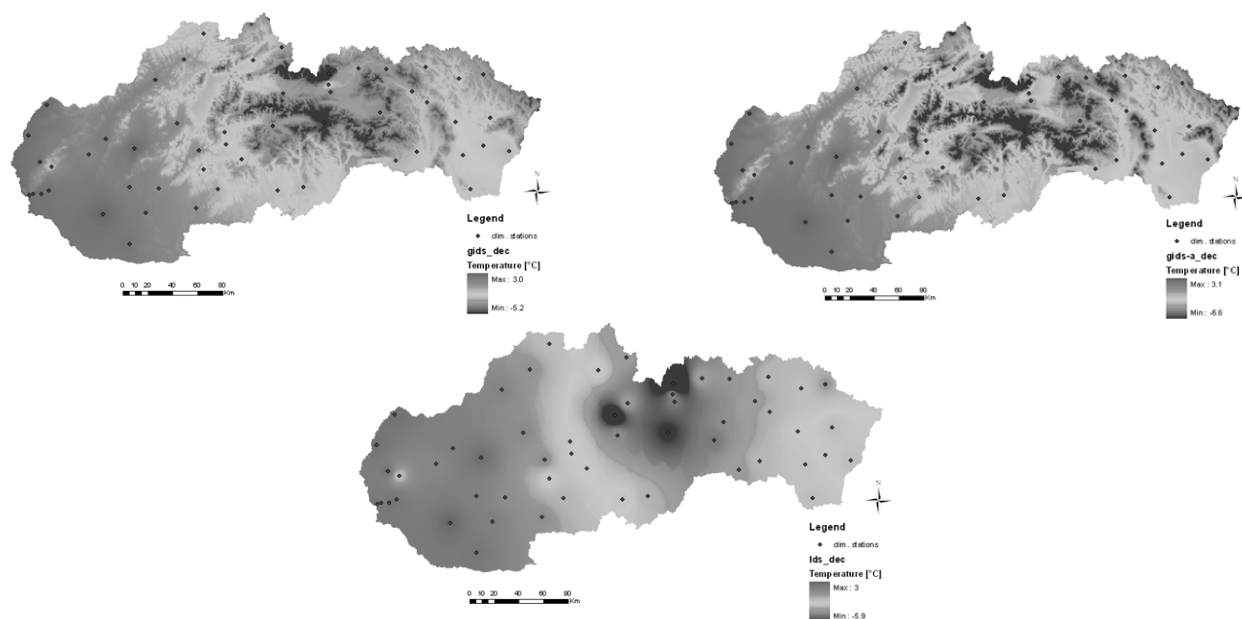 N
Legend
clim. stations
gids_dec
Temperature [°C]
Max : 3.0
Min : -5.2
0 10 20 40 60 80
Km
N
Legend
clim. stations
gids-a_dec
Temperature [°C]
Max : 3.1
Min : -6.6
0 10 20 40 60 80
Km
N
Legend
clim. stations
Ids_dec
Temperature [°C]
Max : 3
Min : -5.9
0 10 20 40 60 80
Km